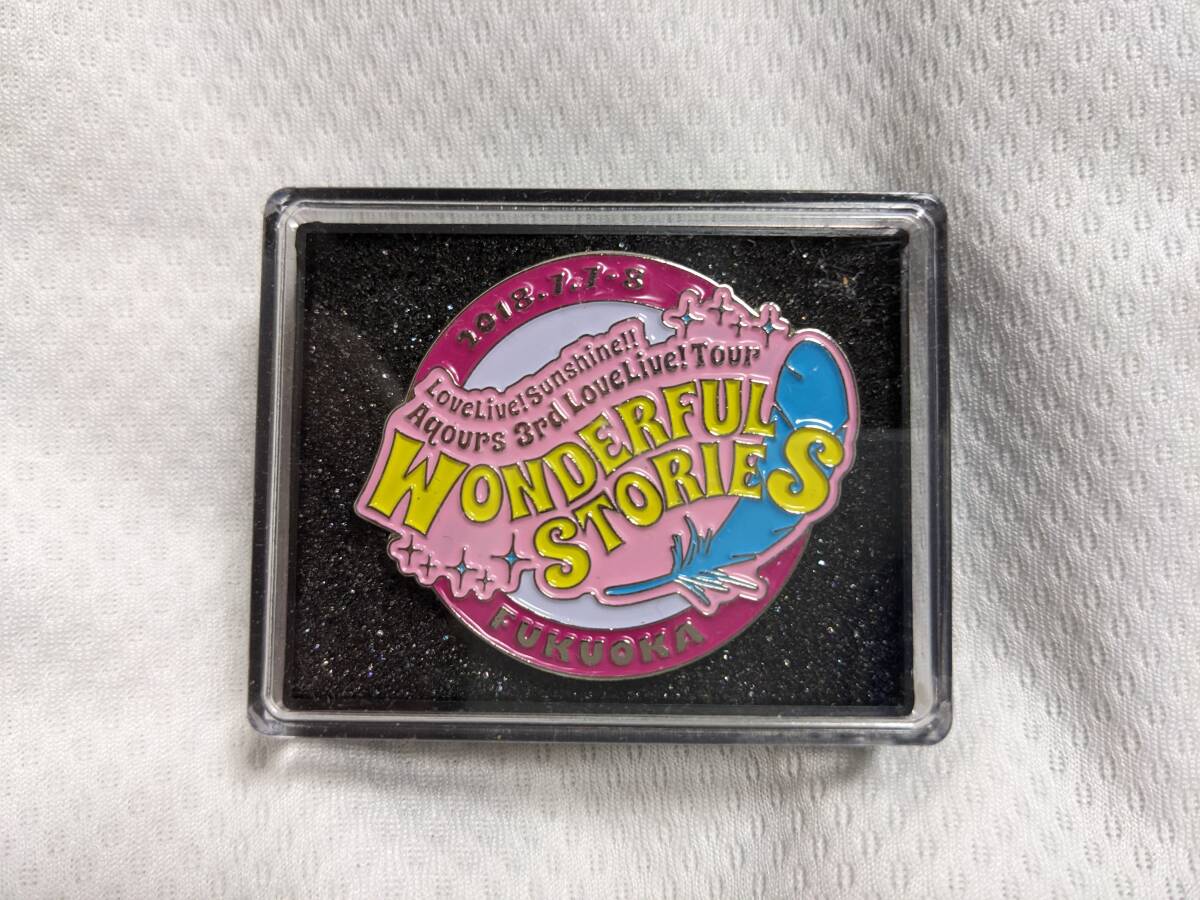 2018.7.7-8
LoveLive!Sunshine!!
Aqours 3rd LoveLive!Tour
WONDERFUL
STORIES
FUKUOKA